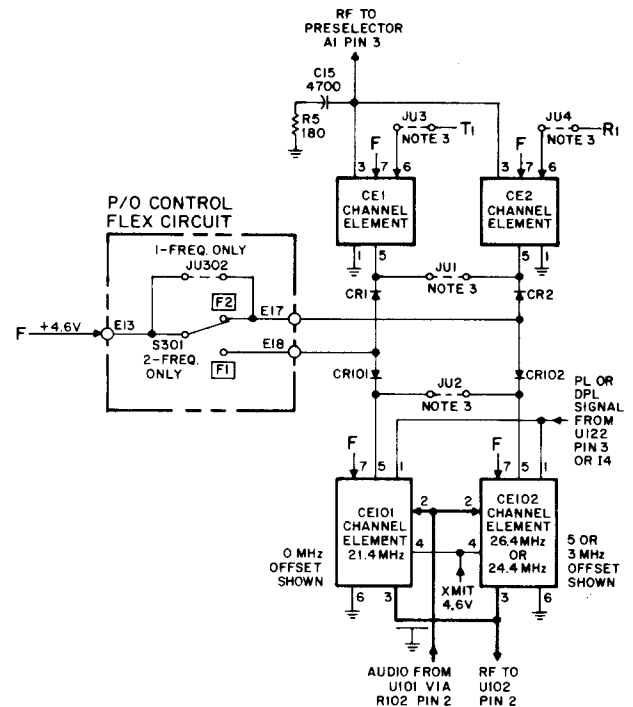 RF TO
PRESELECTOR
A1 PIN 3
C15
4700
R5
180
JU3
NOTE 3
T1
JU4
NOTE 3
R1
F
F
3
7
6
3
7
6
CE1
CHANNEL
ELEMENT
CE2
CHANNEL
ELEMENT
1
5
5
1
P/O CONTROL
FLEX CIRCUIT
1-FREQ. ONLY
JU302
JU1
NOTE 3
CR1
CR2
F2
E17
F
+4.6V
E13
S301
2-FREQ.
ONLY
E18
F1
CR101
CR102
JU2
NOTE 3
PL OR
DPL
SIGNAL
FROM
U122
PIN 3
OR 14
F
F
7
5
1
7
5
1
CE101
CHANNEL
ELEMENT
21.4MHz
2
2
4
4
CE102
CHANNEL
ELEMENT
26.4MHz
OR
24.4MHz
0 MHz
OFFSET
SHOWN
5 OR
3 MHz
OFFSET
SHOWN
XMIT
4.6V
6
3
3
6
AUDIO FROM
U101 VIA
R102 PIN 2
RF TO
U102
PIN 2